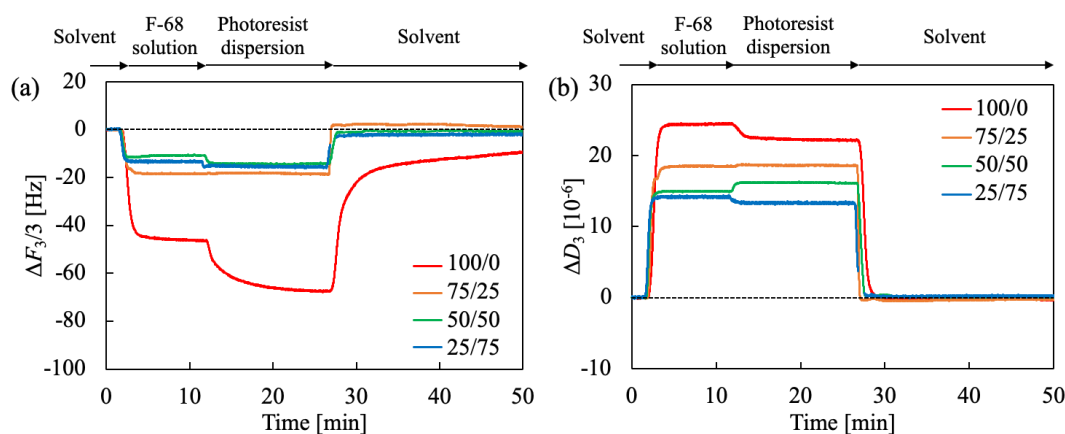 F-68
Photoresist
Solvent
solution
dispersion
Solvent
(a)
20
0
-20
-40
-60
-80
-100
ΔF3/3 [Hz]
100/0
75/25
50/50
25/75
0
10
20
30
40
50
Time [min]
F-68
Photoresist
Solvent
solution
dispersion
Solvent
(b)
30
20
10
0
-10
ΔD3 [10-6]
100/0
75/25
50/50
25/75
0
10
20
30
40
50
Time [min]